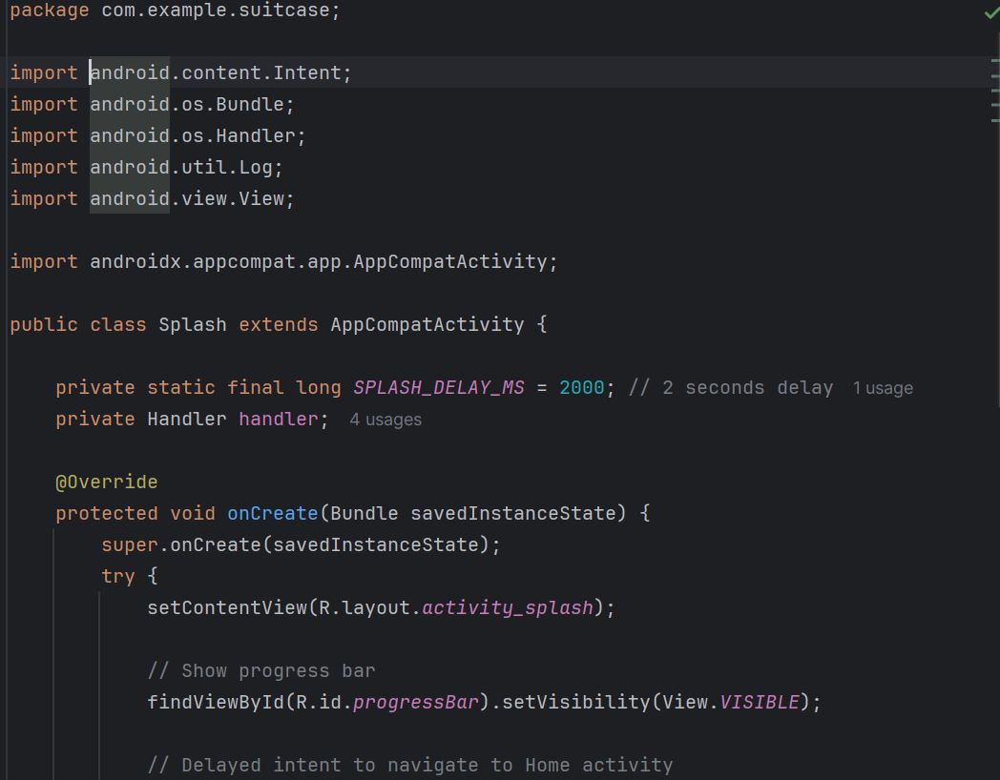 package com.example.suitcase;
import android.content.Intent;
import android.os.Bundle;
import android.os.Handler;
import android.util.Log;
import android.view.View;
import androidx.appcompat.app.AppCompatActivity;
public class Splash extends AppCompatActivity {
private static final long SPLASH_DELAY_MS = 2000; // 2 seconds delay 1 usage
private Handler handler; 4 usages
@Override
protected void onCreate(Bundle savedInstanceState) {
super.onCreate(savedInstanceState);
try {
setContentView(R.layout.activity_splash);
// Show progress bar
findViewById(R.id.progressBar).setVisibility(View.VISIBLE);
// Delayed intent to navigate to Home activity